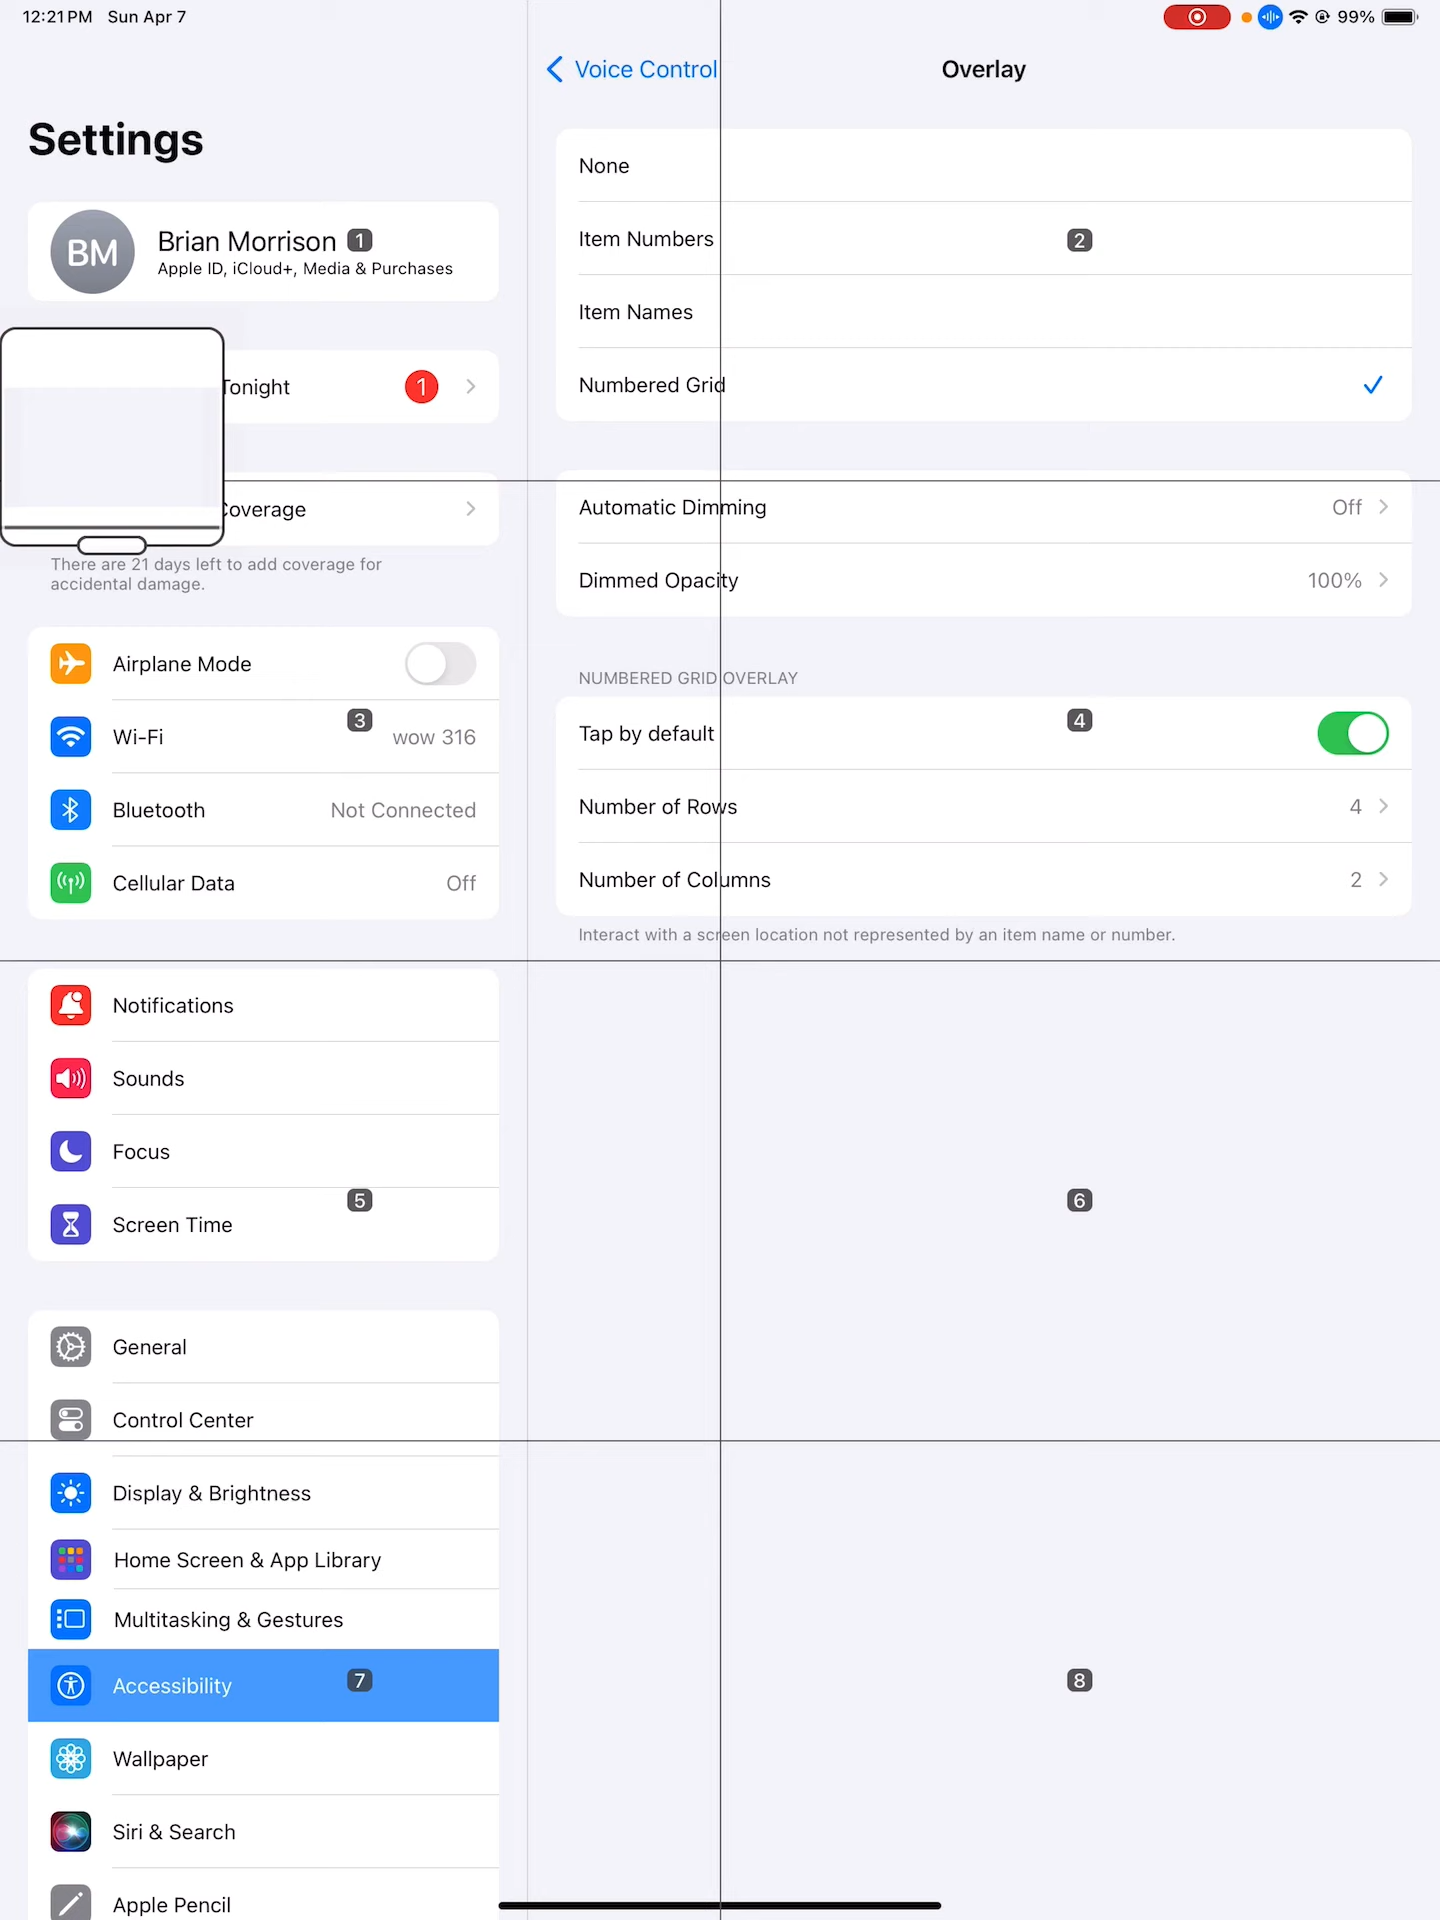 12:21 PM Sun Apr 7
99%
Settings
BM
Brian Morrison 1
Apple ID, iCloud+, Media & Purchases
Tonight 1
Coverage
There are 21 days left to add coverage for
accidental damage.
Airplane Mode
3
Wi-Fi wow 316
Bluetooth Not Connected
Cellular Data Off
Notifications
Sounds
Focus
5
Screen Time
General
Control Center
Display & Brightness
Home Screen & App Library
Multitasking & Gestures
Accessibility 7
Wallpaper
Siri & Search
Apple Pencil
Voice Control
Overlay
None
Item Numbers 2
Item Names
Numbered Grid
Automatic Dimming Off
Dimmed Opacity 100%
NUMBERED GRID OVERLAY
4
Tap by default
Number of Rows 4
Number of Columns 2
Interact with a screen location not represented by an item name or number.
6
8